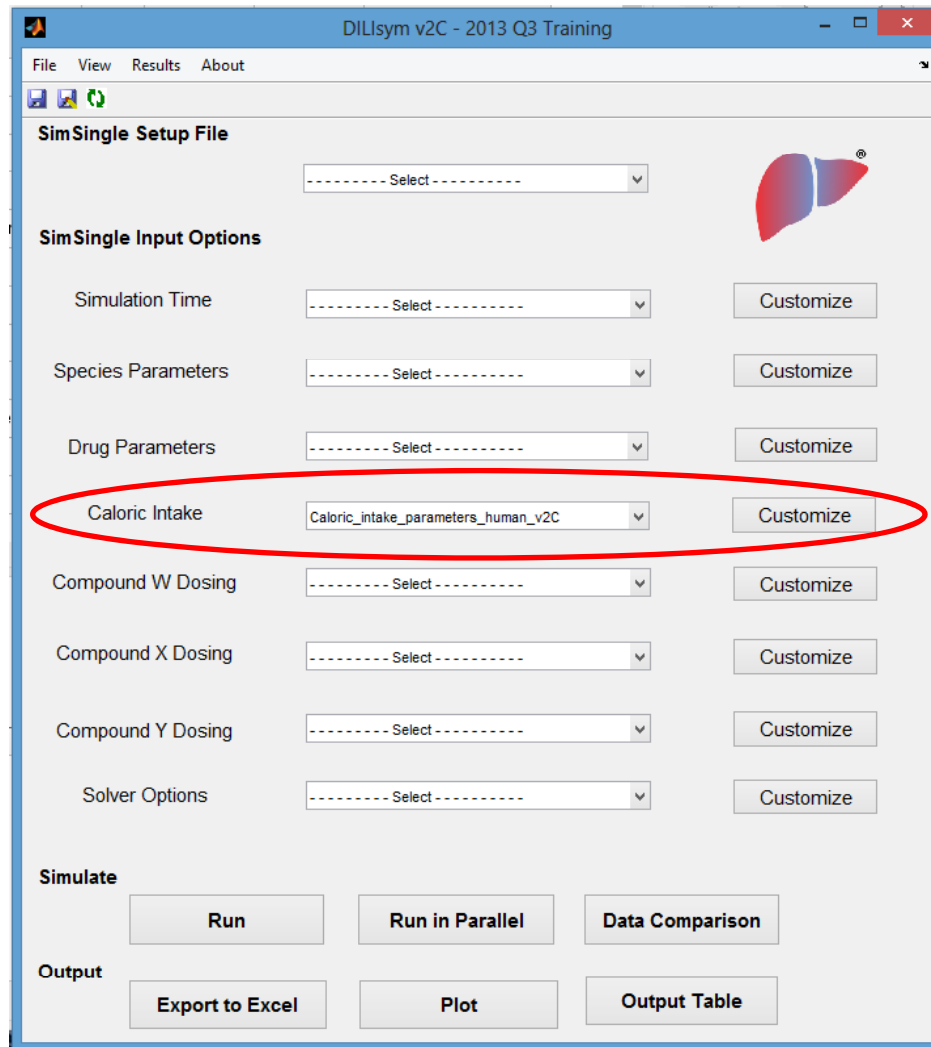 DILIsym v2C - 2013 Q3 Training
File View Results About
SimSingle Setup File
- - - - - - - - - Select - - - - - - - - - -
®
SimSingle Input Options
Simulation Time - - - - - - - - - Select - - - - - - - - - - Customize
Species Parameters - - - - - - - - - Select - - - - - - - - - - Customize
Drug Parameters - - - - - - - - - Select - - - - - - - - - - Customize
Caloric Intake Caloric_intake_parameters_human_v2C Customize
Compound W Dosing - - - - - - - - - Select - - - - - - - - - - Customize
Compound X Dosing - - - - - - - - - Select - - - - - - - - - - Customize
Compound Y Dosing - - - - - - - - - Select - - - - - - - - - - Customize
Solver Options - - - - - - - - - Select - - - - - - - - - - Customize
Simulate
Run Run in Parallel Data Comparison
Output
Export to Excel Plot Output Table